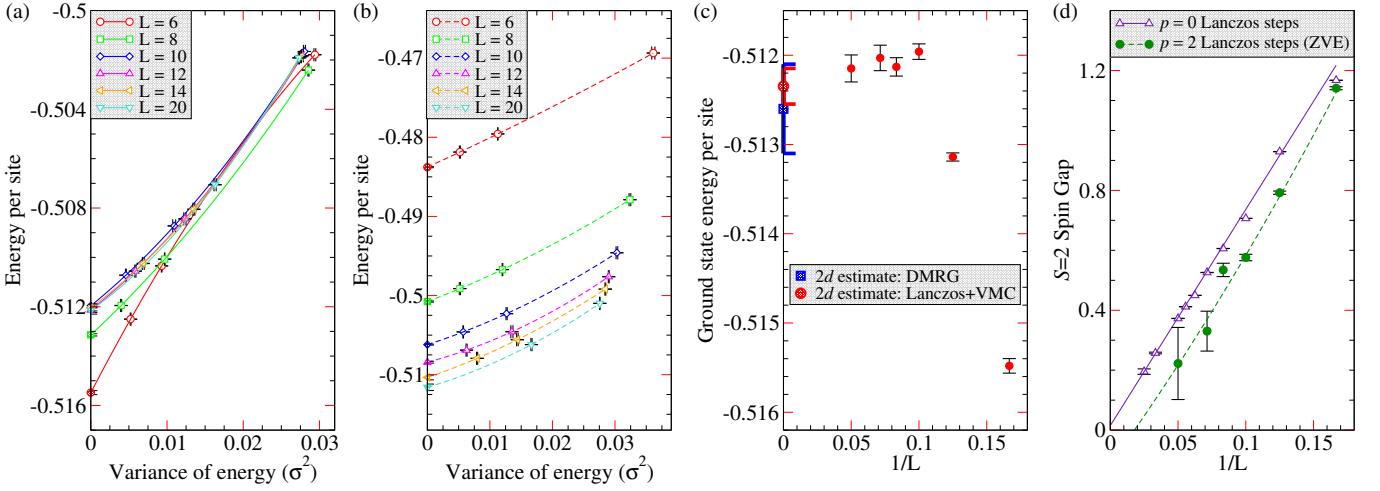 (a)
-0.5
-0.504
-0.508
-0.512
-0.516
Energy per site
0
0.01
0.02
0.03
Variance of energy (σ²)
L = 6
L = 8
L = 10
L = 12
L = 14
L = 20
(b)
-0.47
-0.48
-0.49
-0.5
-0.51
Energy per site
0
0.01
0.02
0.03
Variance of energy (σ²)
L = 6
L = 8
L = 10
L = 12
L = 14
L = 20
(c)
-0.512
-0.513
-0.514
-0.515
-0.516
Ground state energy per site
0
0.05
0.10
0.15
1/L
2d estimate: DMRG
2d estimate: Lanczos+VMC
(d)
p = 0 Lanczos steps
p = 2 Lanczos steps (ZVE)
1.2
0.8
0.4
0
S=2 Spin Gap
0
0.05
0.1
0.15
1/L